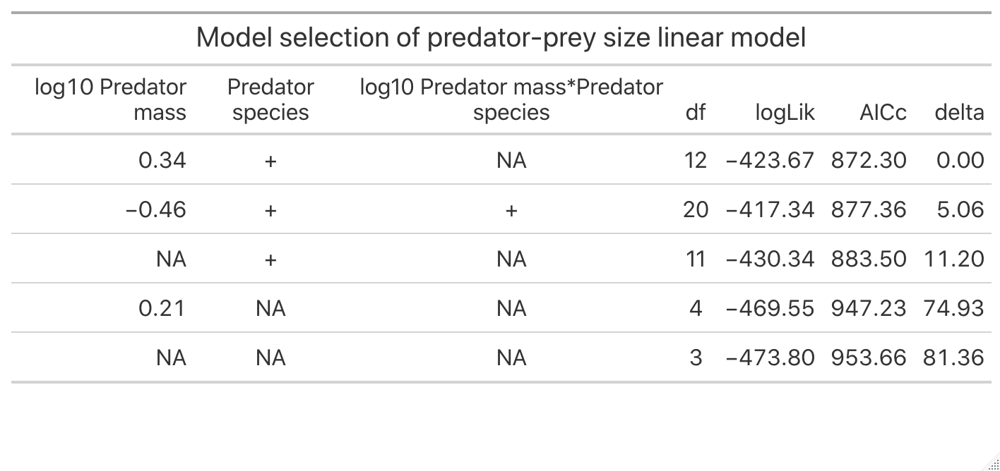 Model selection of predator-prey size linear model
log10 Predator mass Predator species log10 Predator mass*Predator species df logLik AICc delta
0.34 + NA 12 −423.67 872.30 0.00
−0.46 + + 20 −417.34 877.36 5.06
NA + NA 11 −430.34 883.50 11.20
0.21 NA NA 4 −469.55 947.23 74.93
NA NA NA 3 −473.80 953.66 81.36